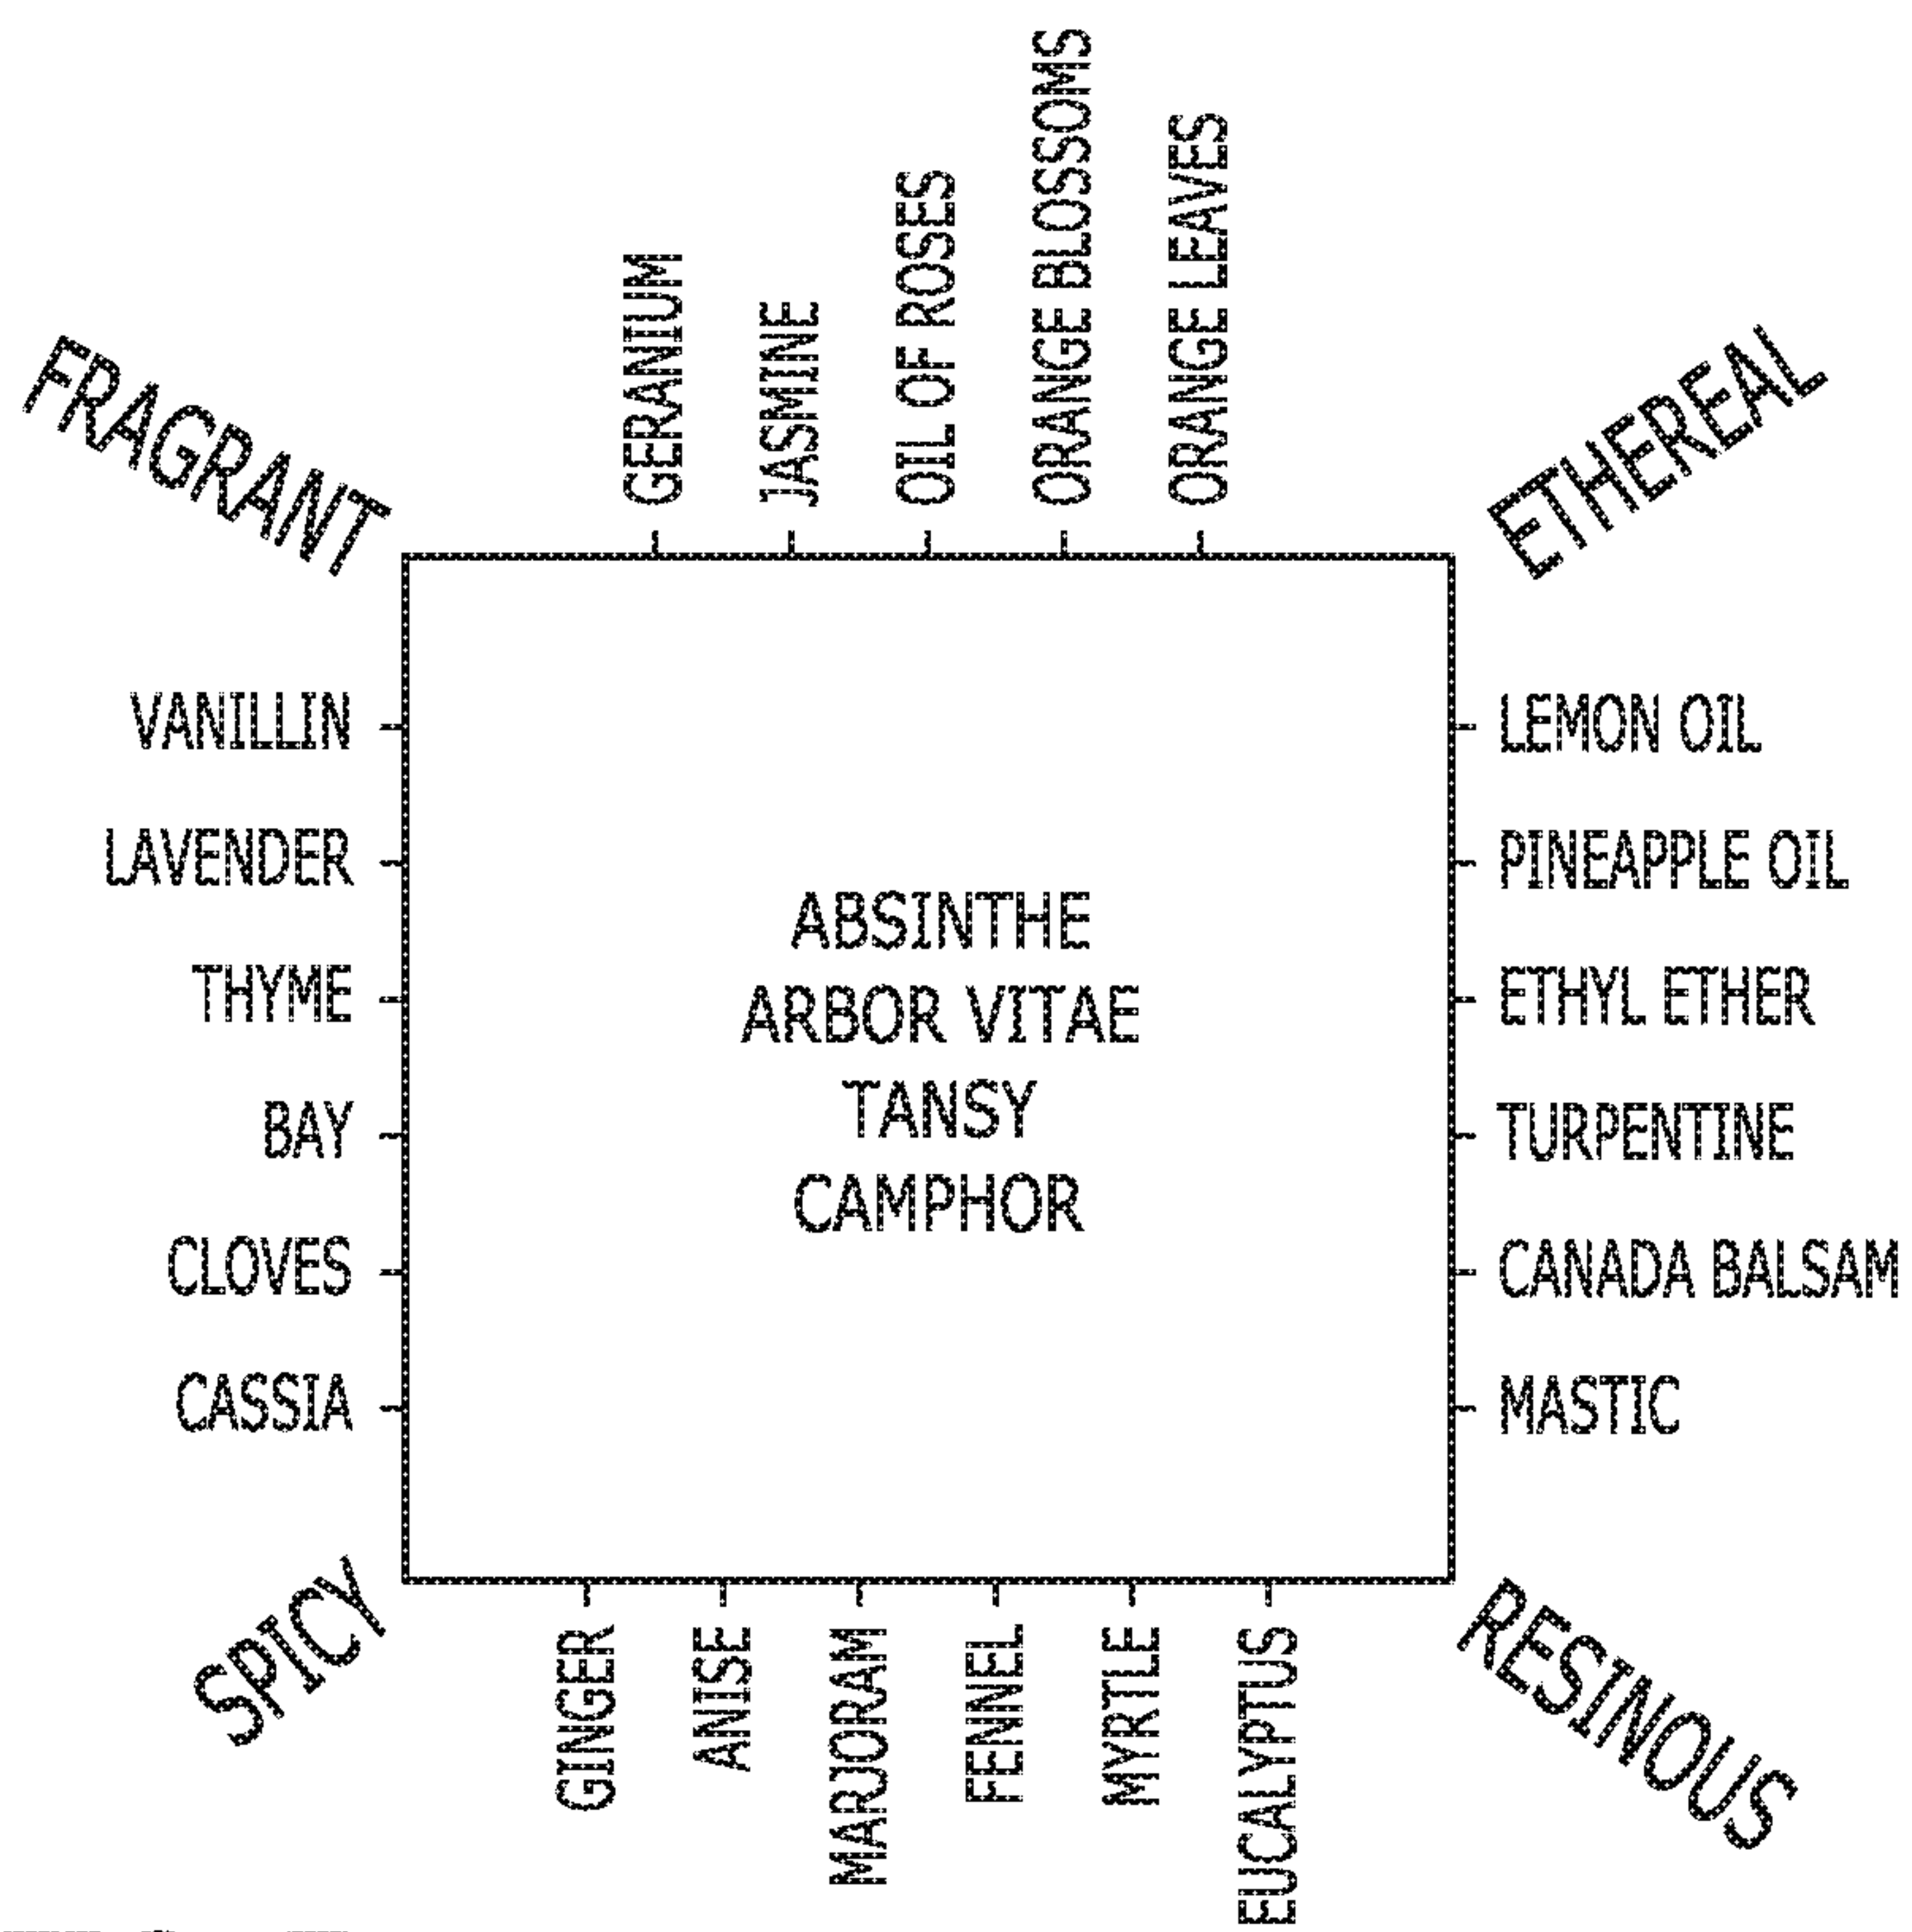 GERANIUM
JASMINE
OIL OF ROSES
ORANGE BLOSSOMS
ORANGE LEAVES
FRAGRANT
ETHEREAL
VANILLIN
LAVENDER
THYME
BAY
CLOVES
CASSIA
ABSINTHE
ARBOR VITAE
TANSY
CAMPHOR
LEMON OIL
PINEAPPLE OIL
ETHYL ETHER
TURPENTINE
CANADA BALSAM
MASTIC
SPICY
RESINOUS
GINGER
ANISE
MARJORAM
FENNEL
MYRTLE
EUCALYPTUS